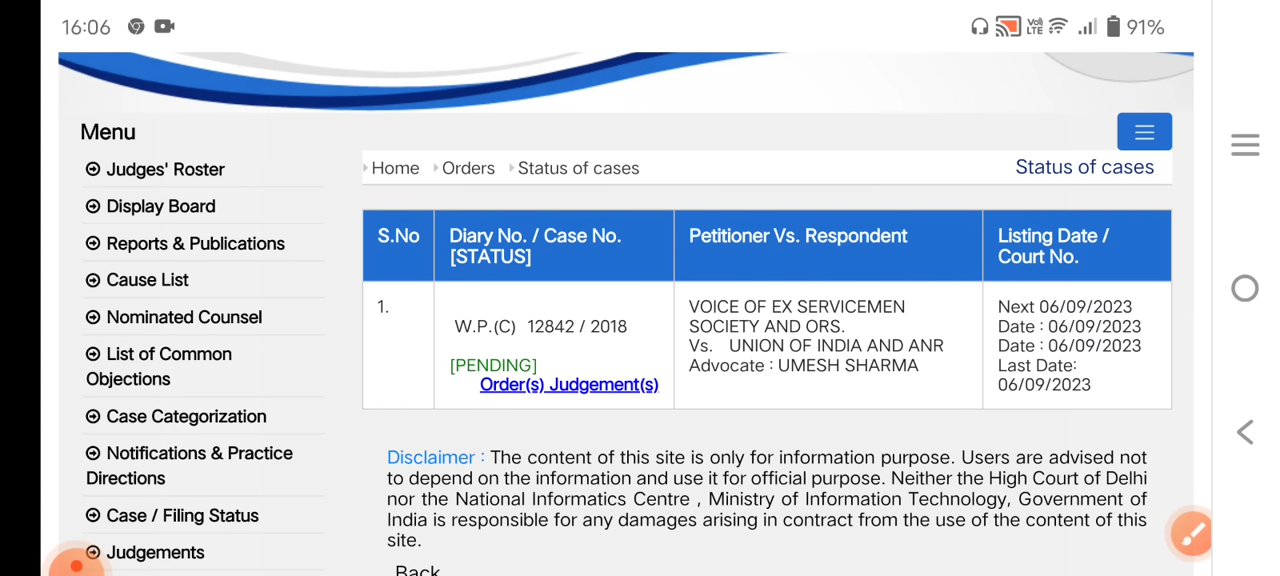 16:06
LTE 91%
Menu
Judges' Roster
Display Board
Reports & Publications
Cause List
Nominated Counsel
List of Common
Objections
Case Categorization
Notifications & Practice
Directions
Case / Filing Status
Judgements
Home Orders Status of cases
Status of cases
S.No
Diary No. / Case No.
[STATUS]
Petitioner Vs. Respondent
Listing Date /
Court No.
1.
W.P.(C) 12842 / 2018
[PENDING]
Order(s) Judgement(s)
VOICE OF EX SERVICEMEN
SOCIETY AND ORS.
Vs. UNION OF INDIA AND ANR
Advocate : UMESH SHARMA
Next 06/09/2023
Date : 06/09/2023
Date : 06/09/2023
Last Date:
06/09/2023
Disclaimer : The content of this site is only for information purpose. Users are advised not
to depend on the information and use it for official purpose. Neither the High Court of Delhi
nor the National Informatics Centre , Ministry of Information Technology, Government of
India is responsible for any damages arising in contract from the use of the content of this
site.
Back